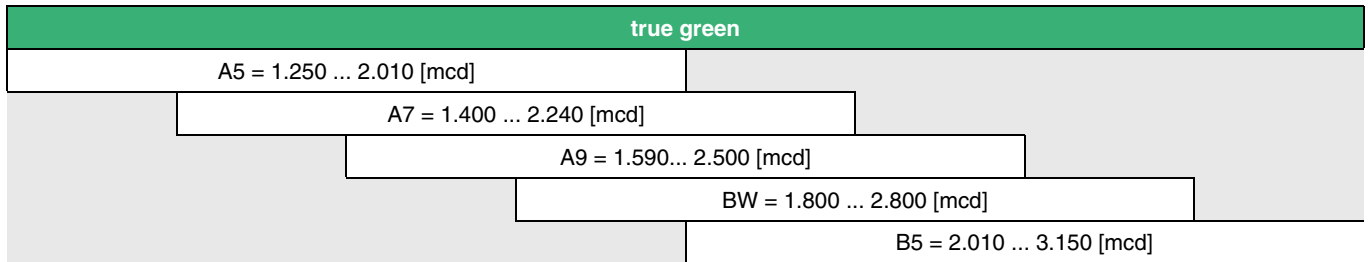 true green
A5 = 1.250 ... 2.010 [mcd]
A7 = 1.400 ... 2.240 [mcd]
A9 = 1.590... 2.500 [mcd]
BW = 1.800 ... 2.800 [mcd]
B5 = 2.010 ... 3.150 [mcd]